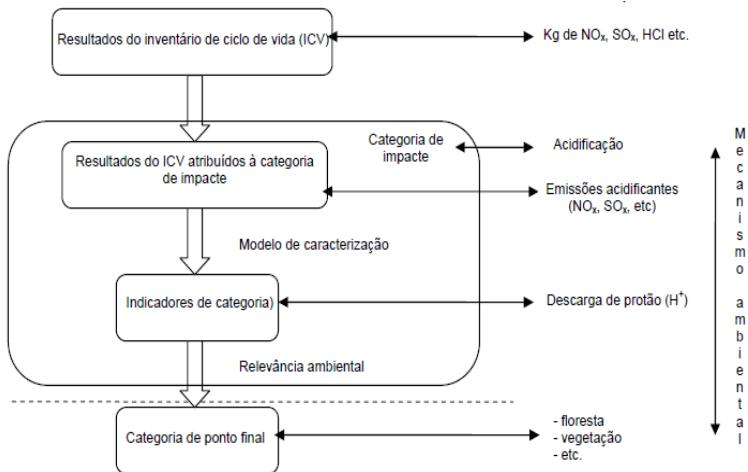 Resultados do inventário de ciclo de vida (ICV)
Kg de NOₓ, SOₓ, HCl etc.
Categoria de
impacte
Acidificação
Resultados do ICV atribuídos à categoria
de impacte
Emissões acidificantes
(NOₓ, SOₓ, etc)
Modelo de caracterização
Indicadores de categoria)
Descarga de protão (H⁺)
Relevância ambiental
Categoria de ponto final
- floresta
- vegetação
- etc.
Mecanismo ambiental